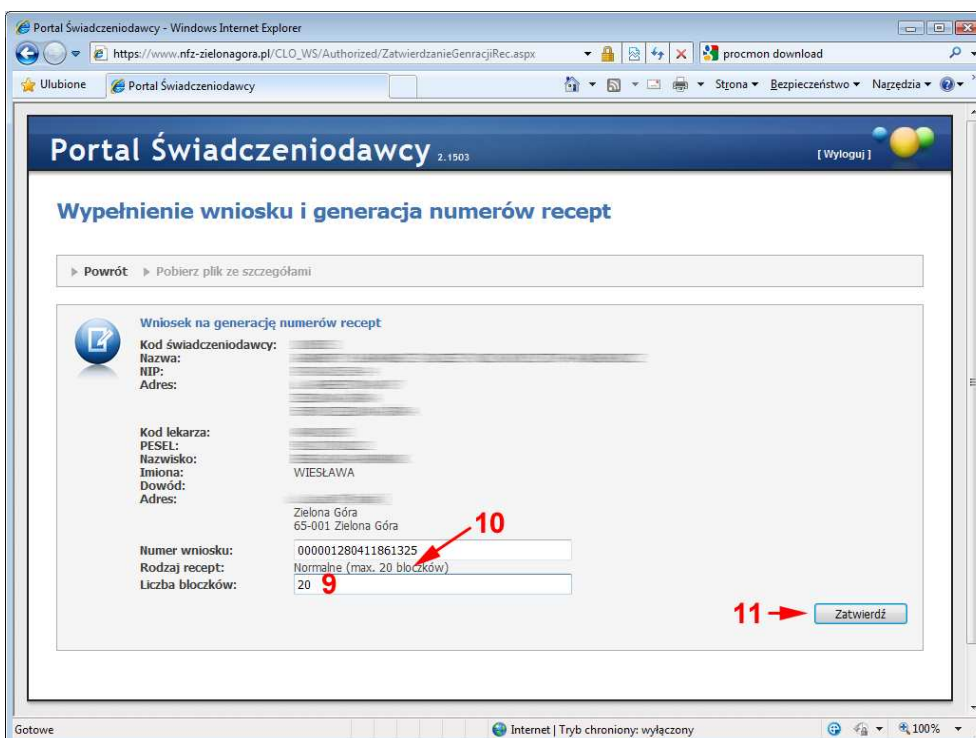 Portal Świadczeniodawcy - Windows Internet Explorer
https://www.nfz-zielonagora.pl/CLO_WS/Authorized/ZatwierdzanieGenracjiRec.aspx
procmon download
Ulubione
Portal Świadczeniodawcy
Strona
Bezpieczeństwo
Narzędzia
Portal Świadczeniodawcy 2.1503
[ Wyloguj ]
Wypełnienie wniosku i generacja numerów recept
Powrót
Pobierz plik ze szczegółami
Wniosek na generację numerów recept
Kod świadczeniodawcy:
Nazwa:
NIP:
Adres:
Kod lekarza:
PESEL:
Nazwisko:
Imiona: WIESŁAWA
Dowód:
Adres:
Zielona Góra
65-001 Zielona Góra
10
Numer wniosku: 000001280411861325
Rodzaj recept: Normalne (max. 20 bloczków)
Liczba bloczków: 20 9
11 Zatwierdź
Gotowe
Internet | Tryb chroniony: wyłączony
100%